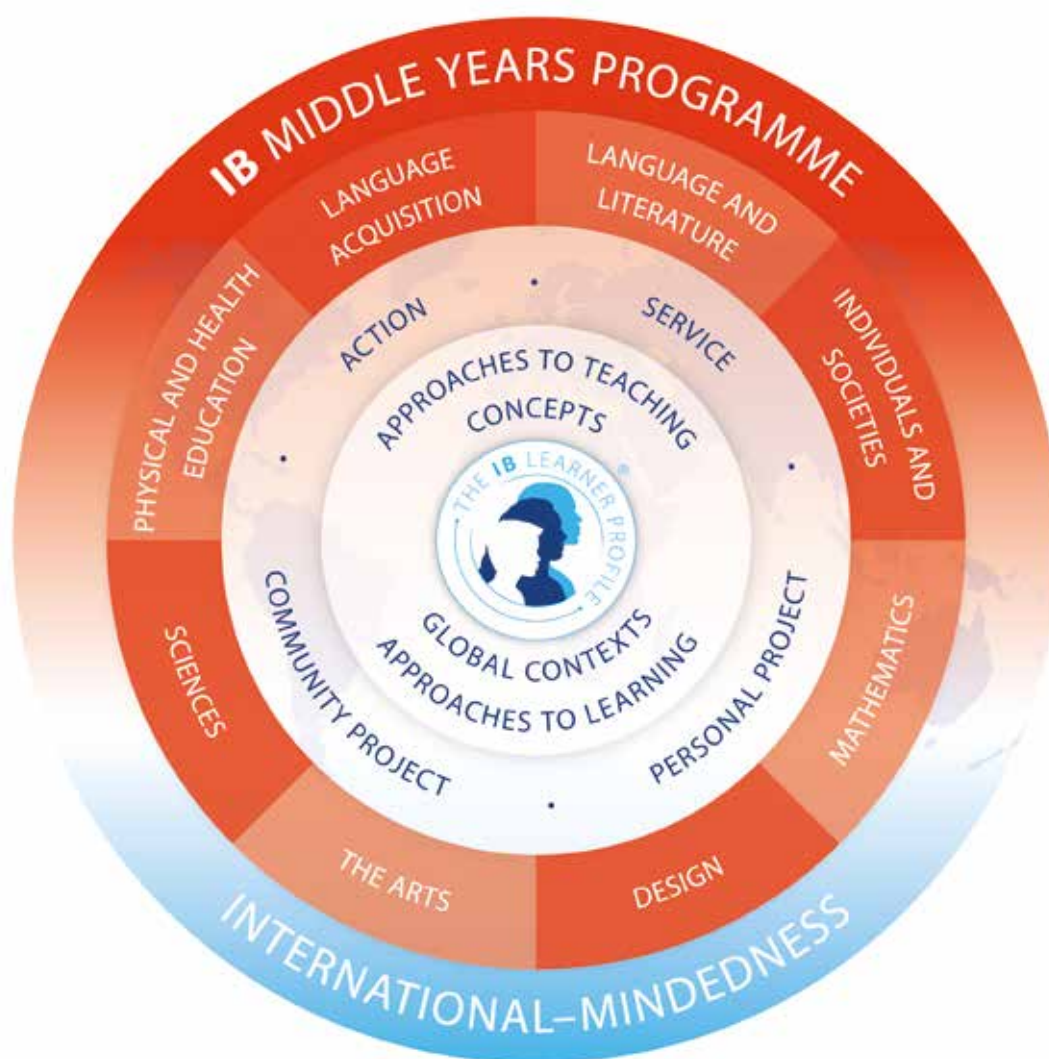 IB MIDDLE YEARS PROGRAMME
LANGUAGE
ACQUISITION
LANGUAGE AND
LITERATURE
PHYSICAL AND HEALTH
EDUCATION
INDIVIDUALS AND
SOCIETIES
SCIENCES
MATHEMATICS
THE ARTS
DESIGN
ACTION
SERVICE
COMMUNITY PROJECT
PERSONAL PROJECT
APPROACHES TO TEACHING
CONCEPTS
THE IB LEARNER PROFILE
®
GLOBAL CONTEXTS
APPROACHES TO LEARNING
INTERNATIONAL–MINDEDNESS